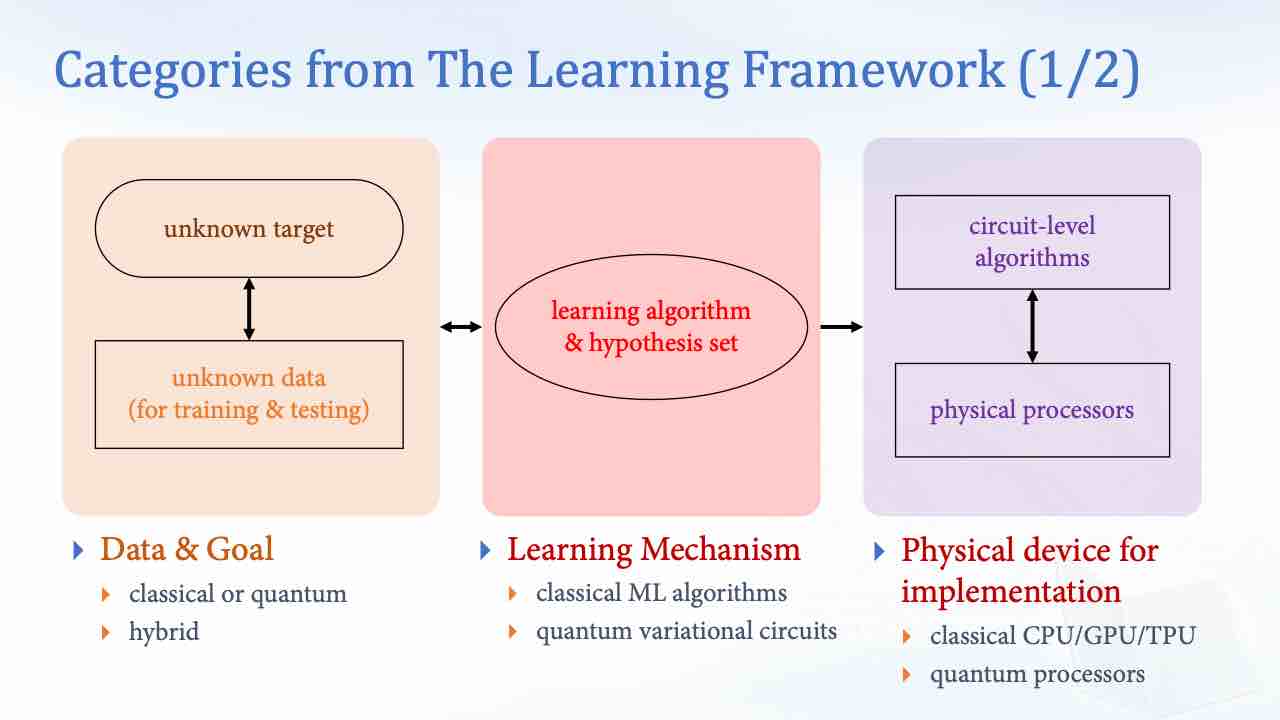 Categories from The Learning Framework (1/2)
unknown target
unknown data
(for training & testing)
learning algorithm
& hypothesis set
circuit-level
algorithms
physical processors
Data & Goal
classical or quantum
hybrid
Learning Mechanism
classical ML algorithms
quantum variational circuits
Physical device for
implementation
classical CPU/GPU/TPU
quantum processors